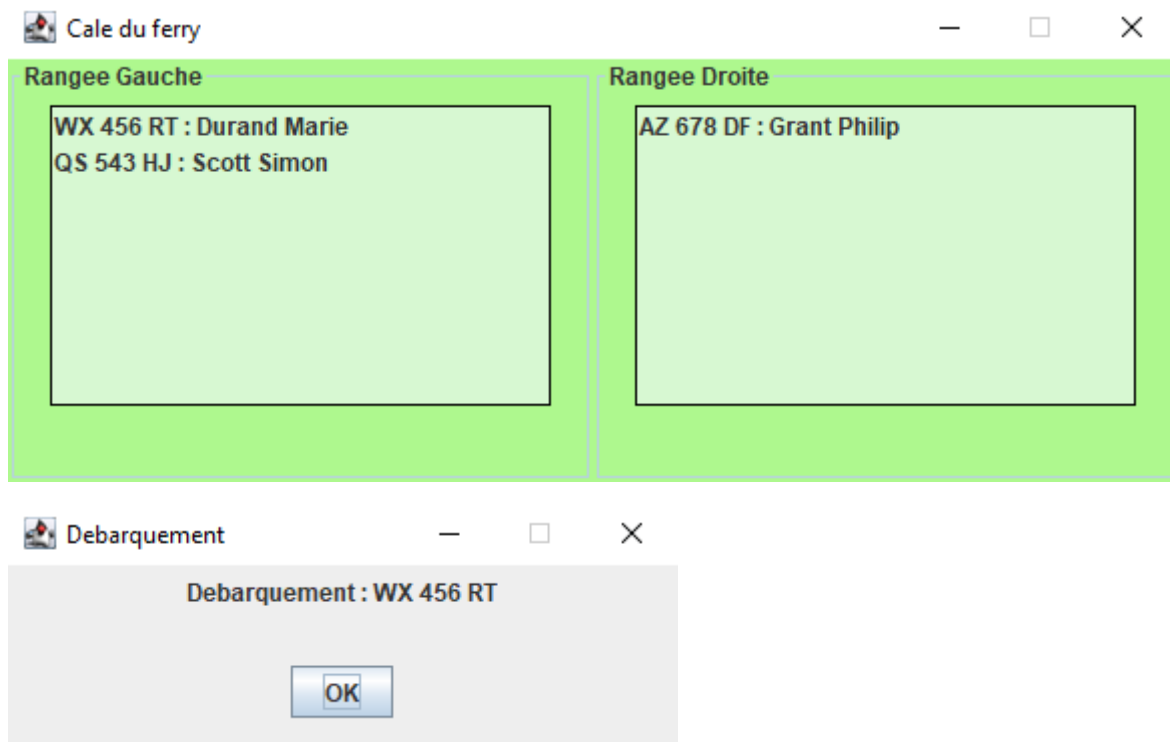 Cale du ferry
Rangee Gauche
WX 456 RT : Durand Marie
QS 543 HJ : Scott Simon
Rangee Droite
AZ 678 DF : Grant Philip
Debarquement
Debarquement : WX 456 RT
OK